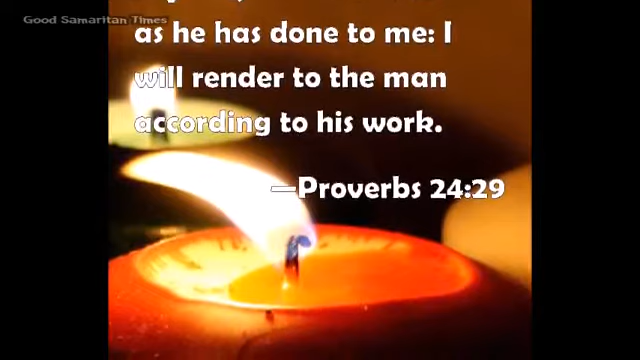 Good Samaritan Times
as he has done to me: I
will render to the man
according to his work.
—Proverbs 24:29